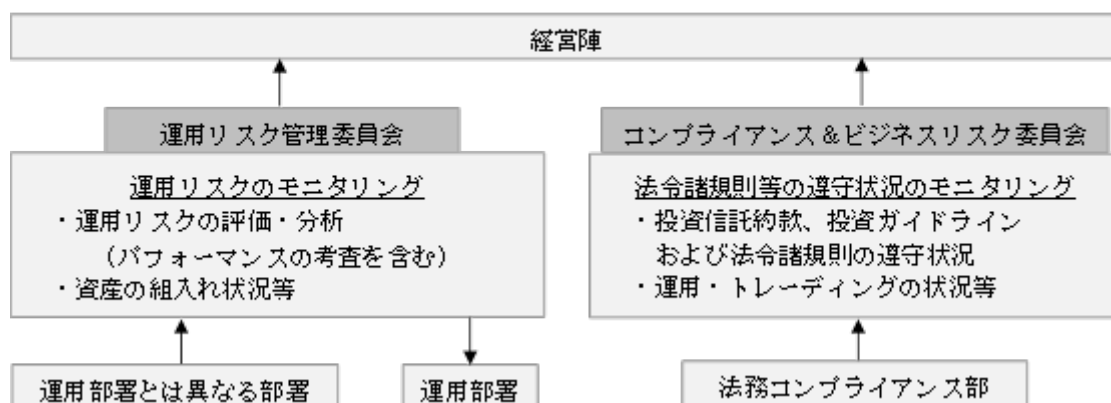 経営陣
運用リスク管理委員会
運用リスクのモニタリング
・運用リスクの評価・分析
（パフォーマンスの考査を含む）
・資産の組入れ状況等
運用部署とは異なる部署
運用部署
コンプライアンス＆ビジネスリスク委員会
法令諸規則等の遵守状況のモニタリング
・投資信託約款、投資ガイドライン
および法令諸規則の遵守状況
・運用・トレーディングの状況等
法務コンプライアンス部